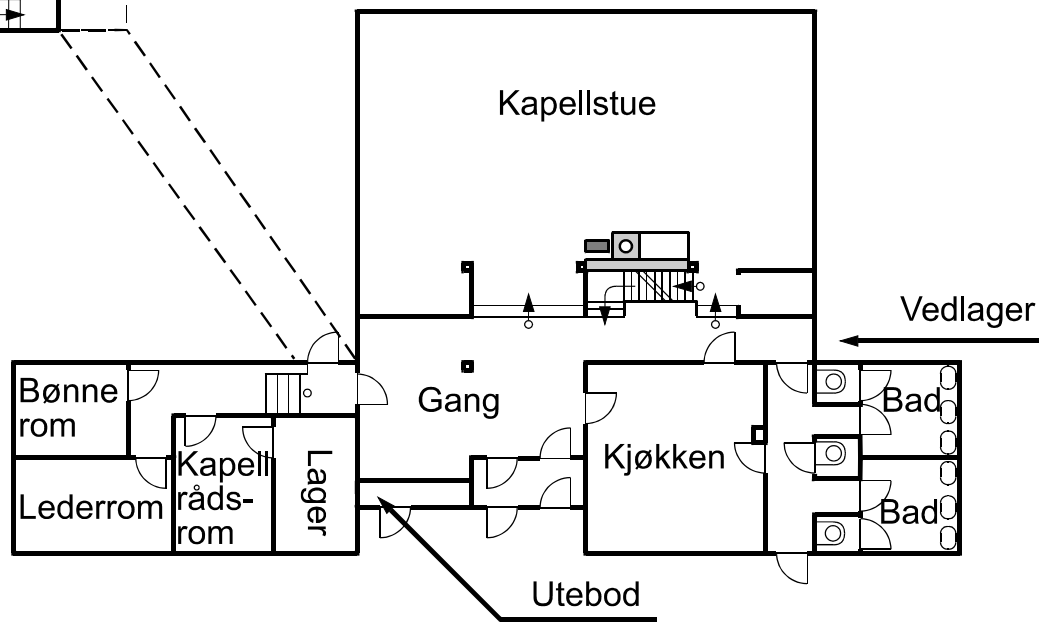 Kapellstue
Vedlager
Bønne
rom
Gang
Bad
Kjøkken
Kapell
råds-
rom
Lager
Lederrom
Bad
Utebod